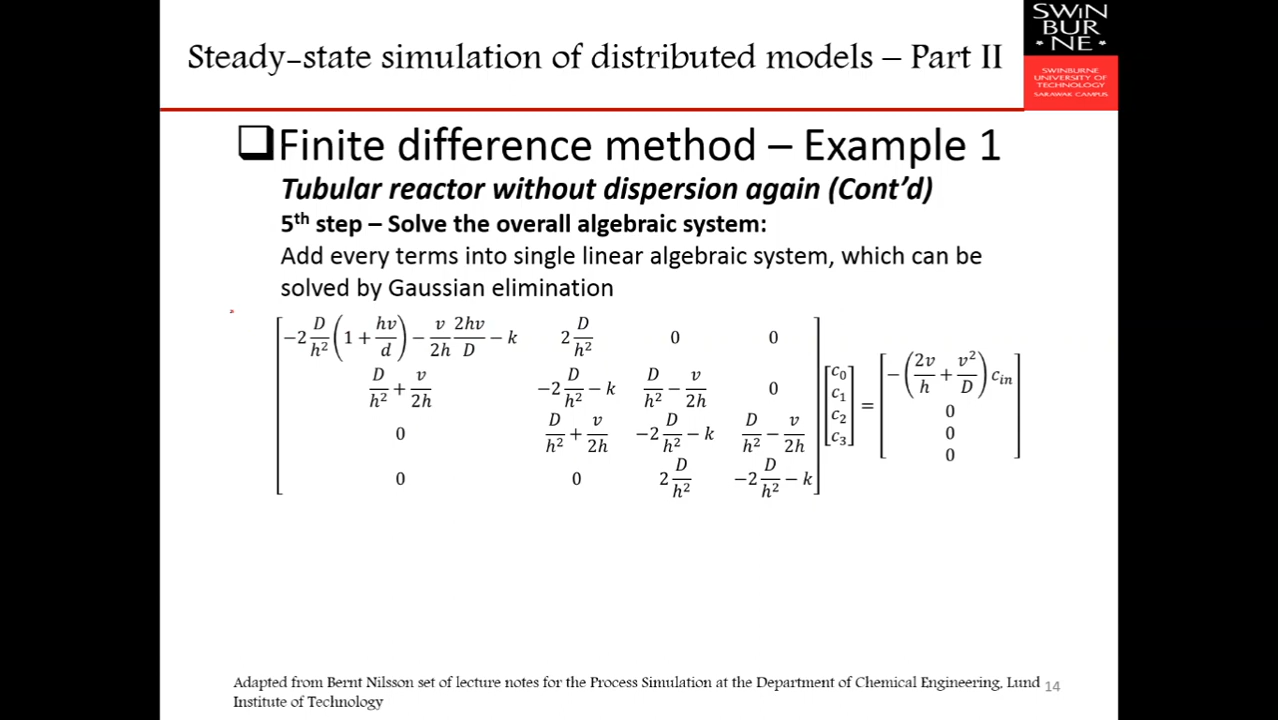 Steady-state simulation of distributed models – Part II
SWIN
BUR
* NE *
SWINBURNE
UNIVERSITY OF
TECHNOLOGY
SARAWAK CAMPUS
❑Finite difference method – Example 1
Tubular reactor without dispersion again (Cont’d)
5th step – Solve the overall algebraic system:
Add every terms into single linear algebraic system, which can be
solved by Gaussian elimination
[ −2 D/h² (1 + hv/d) − v/2h 2hv/D − k    2 D/h²    0    0 ] [c₀] = [ −(2v/h + v²/D) c_in ]
[ D/h² + v/2h    −2 D/h² − k    D/h² − v/2h    0 ] [c₁] [ 0 ]
[ 0    D/h² + v/2h    −2 D/h² − k    D/h² − v/2h ] [c₂] [ 0 ]
[ 0    0    2 D/h²    −2 D/h² − k ] [c₃] [ 0 ]
Adapted from Bernt Nilsson set of lecture notes for the Process Simulation at the Department of Chemical Engineering, Lund
Institute of Technology
14